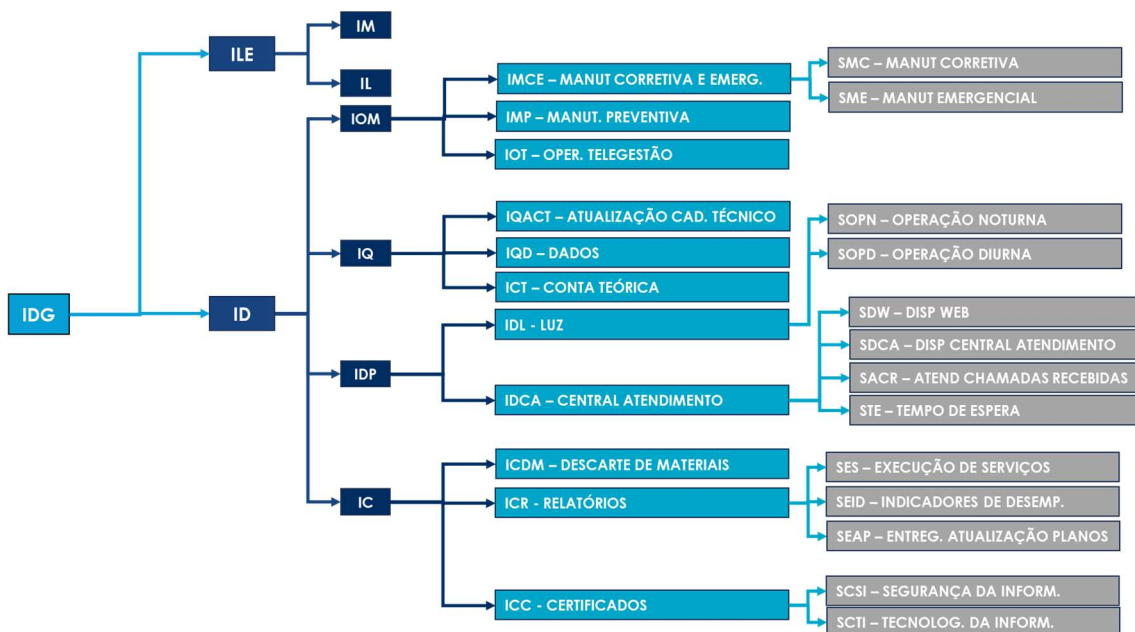 IM
ILE
SMC – MANUT CORRETIVA
IMCE – MANUT CORRETIVA E EMERG.
IL
SME – MANUT EMERGENCIAL
IOM
IMP – MANUT. PREVENTIVA
IOT – OPER. TELEGESTÃO
IQACT – ATUALIZAÇÃO CAD. TÉCNICO
SOPN – OPERAÇÃO NOTURNA
IQ
IQD – DADOS
SOPD – OPERAÇÃO DIURNA
ICT – CONTA TEÓRICA
IDG
ID
IDL - LUZ
SDW – DISP WEB
SDCA – DISP CENTRAL ATENDIMENTO
IDP
SACR – ATEND CHAMADAS RECEBIDAS
IDCA – CENTRAL ATENDIMENTO
STE – TEMPO DE ESPERA
ICDM – DESCARTE DE MATERIAIS
SES – EXECUÇÃO DE SERVIÇOS
IC
ICR - RELATÓRIOS
SEID – INDICADORES DE DESEMP.
SEAP – ENTREG. ATUALIZAÇÃO PLANOS
SCSI – SEGURANÇA DA INFORM.
ICC - CERTIFICADOS
SCTI – TECNOLOG. DA INFORM.